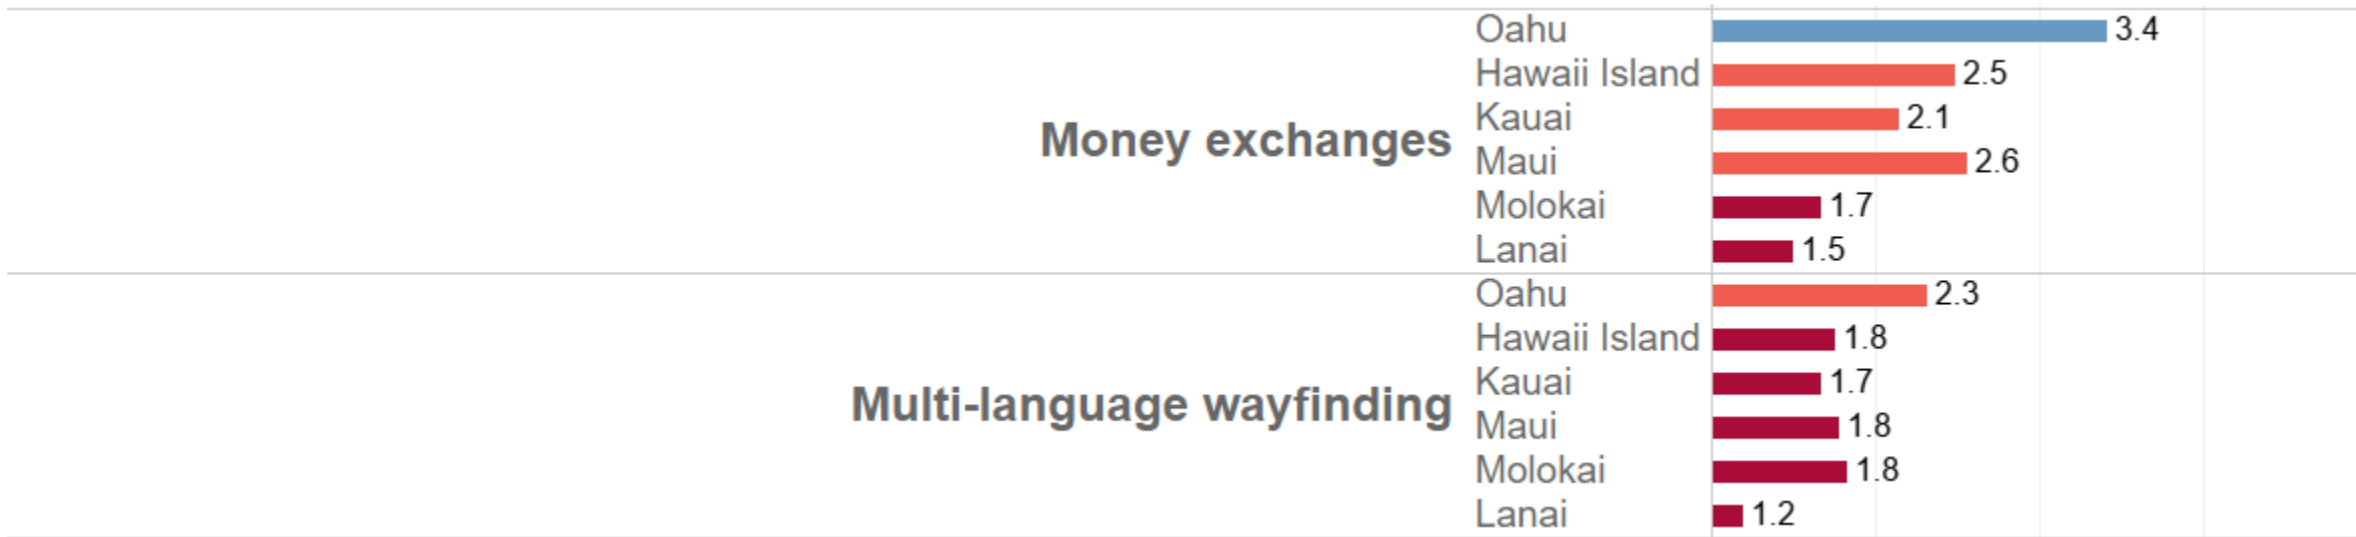 Money exchanges
Oahu 3.4
Hawaii Island 2.5
Kauai 2.1
Maui 2.6
Molokai 1.7
Lanai 1.5
Multi-language wayfinding
Oahu 2.3
Hawaii Island 1.8
Kauai 1.7
Maui 1.8
Molokai 1.8
Lanai 1.2